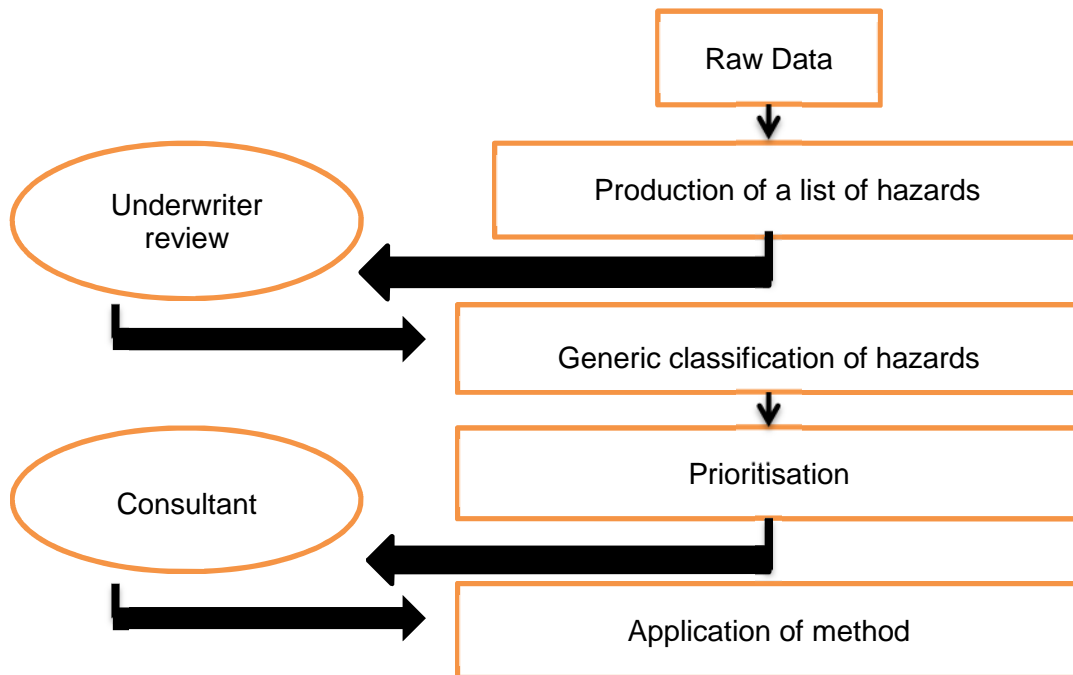 Raw Data
Production of a list of hazards
Underwriter
review
Generic classification of hazards
Prioritisation
Consultant
Application of method